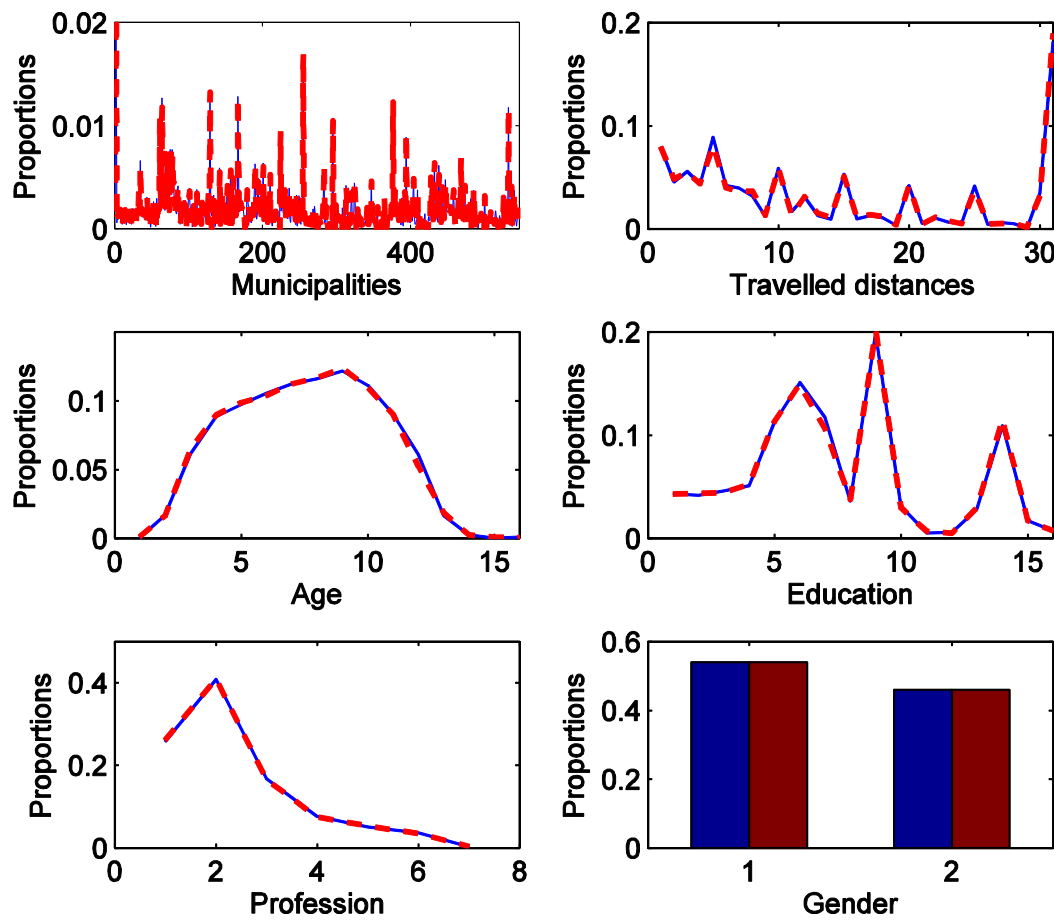 Proportions
0.02
0.01
0
0 200 400
Municipalities
Proportions
0.2
0.1
0
0 10 20 30
Travelled distances
Proportions
0.1
0.05
0
0 5 10 15
Age
Proportions
0.2
0.1
0
0 5 10 15
Education
Proportions
0.4
0.2
0
0 2 4 6 8
Profession
Proportions
0.6
0.4
0.2
0
1 2
Gender